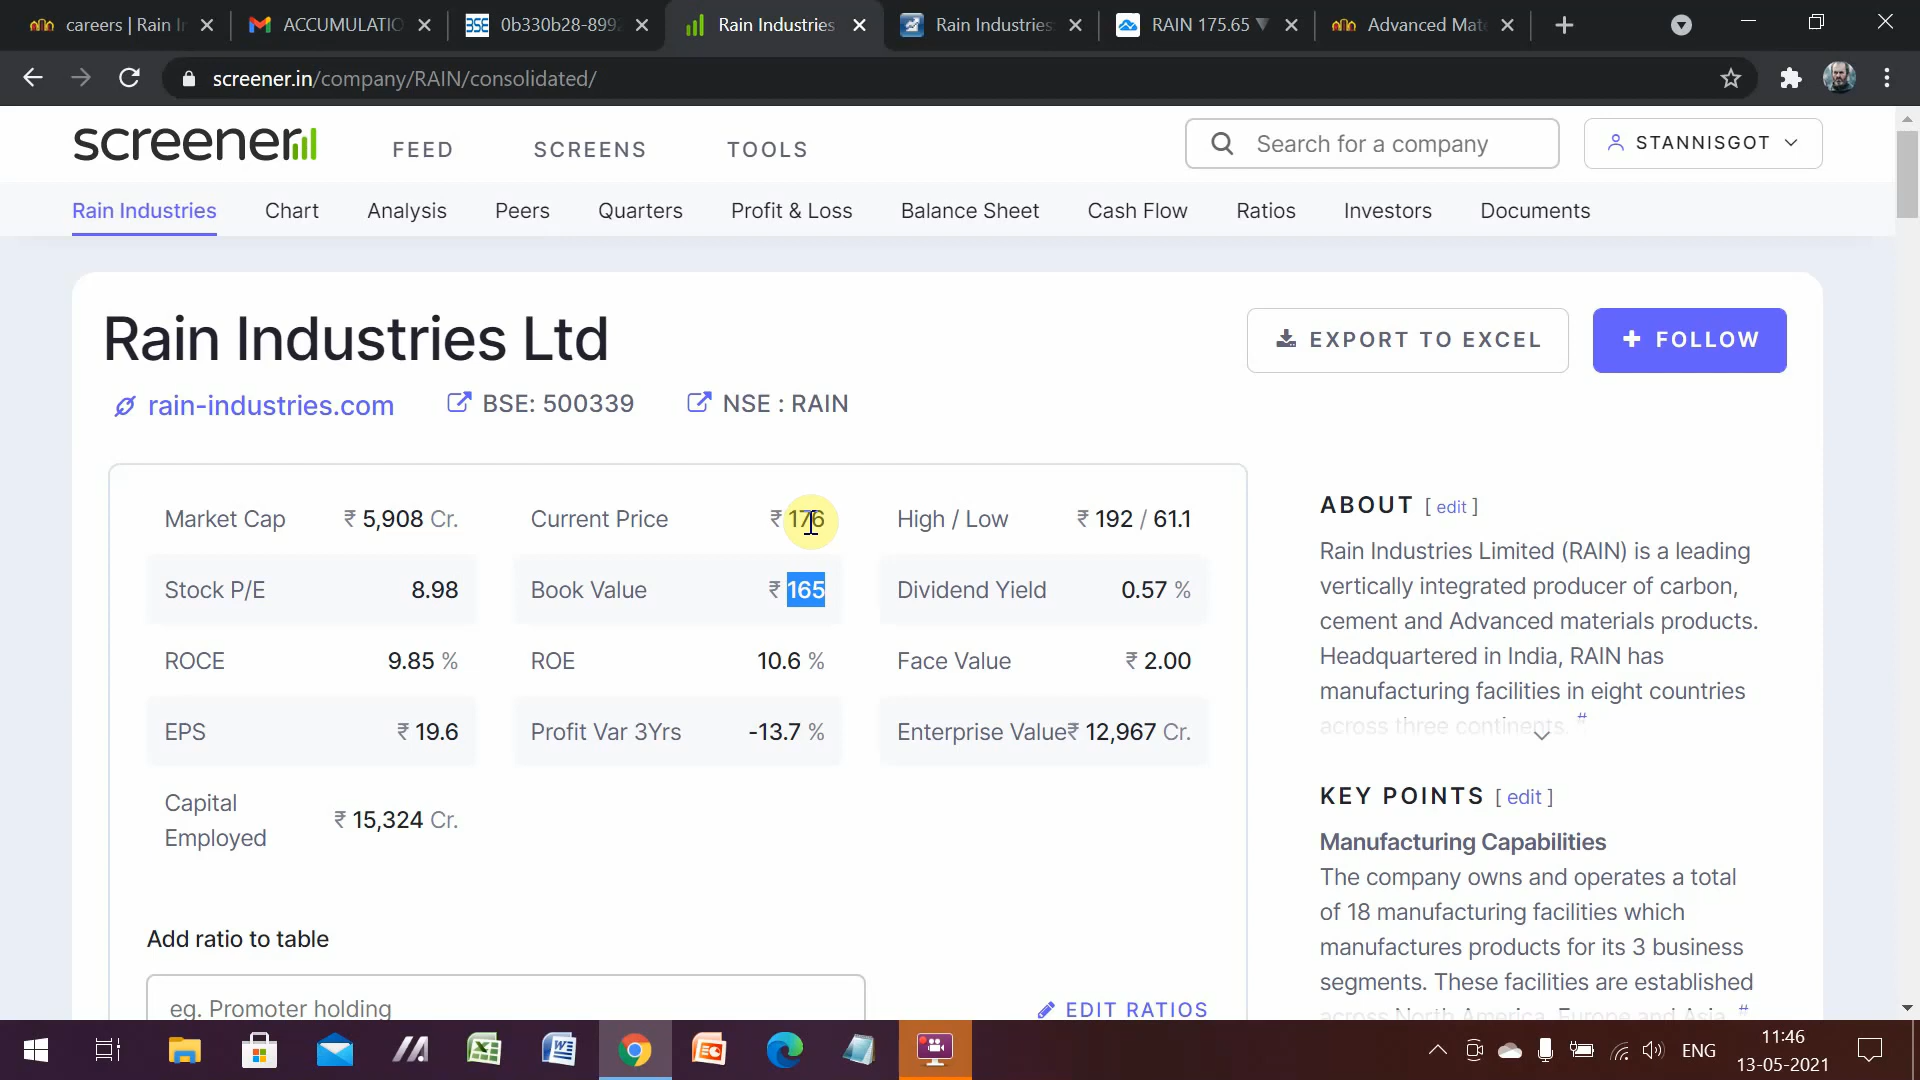 careers | Rain I
ACCUMULATIO
BSE
0b330b28-899
Rain Industries
Rain Industries
RAIN 175.65 ▼
Advanced Mat
screener.in/company/RAIN/consolidated/
screener
FEED
SCREENS
TOOLS
Search for a company
STANNISGOT
Rain Industries
Chart
Analysis
Peers
Quarters
Profit & Loss
Balance Sheet
Cash Flow
Ratios
Investors
Documents
Rain Industries Ltd
EXPORT TO EXCEL
+ FOLLOW
rain-industries.com
BSE: 500339
NSE : RAIN
Market Cap ₹ 5,908 Cr.
Current Price ₹ 176
High / Low ₹ 192 / 61.1
Stock P/E 8.98
Book Value ₹ 165
Dividend Yield 0.57 %
ROCE 9.85 %
ROE 10.6 %
Face Value ₹ 2.00
EPS ₹ 19.6
Profit Var 3Yrs -13.7 %
Enterprise Value ₹ 12,967 Cr.
Capital
Employed
₹ 15,324 Cr.
Add ratio to table
eg. Promoter holding
EDIT RATIOS
ABOUT [ edit ]
Rain Industries Limited (RAIN) is a leading
vertically integrated producer of carbon,
cement and Advanced materials products.
Headquartered in India, RAIN has
manufacturing facilities in eight countries
across three continents. #
KEY POINTS [ edit ]
Manufacturing Capabilities
The company owns and operates a total
of 18 manufacturing facilities which
manufactures products for its 3 business
segments. These facilities are established
across North America, Europe and Asia. #
ENG
11:46
13-05-2021